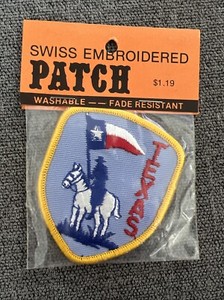 SWISS EMBROIDERED
PATCH
$1.19
WASHABLE -- FADE RESISTANT
TEXAS